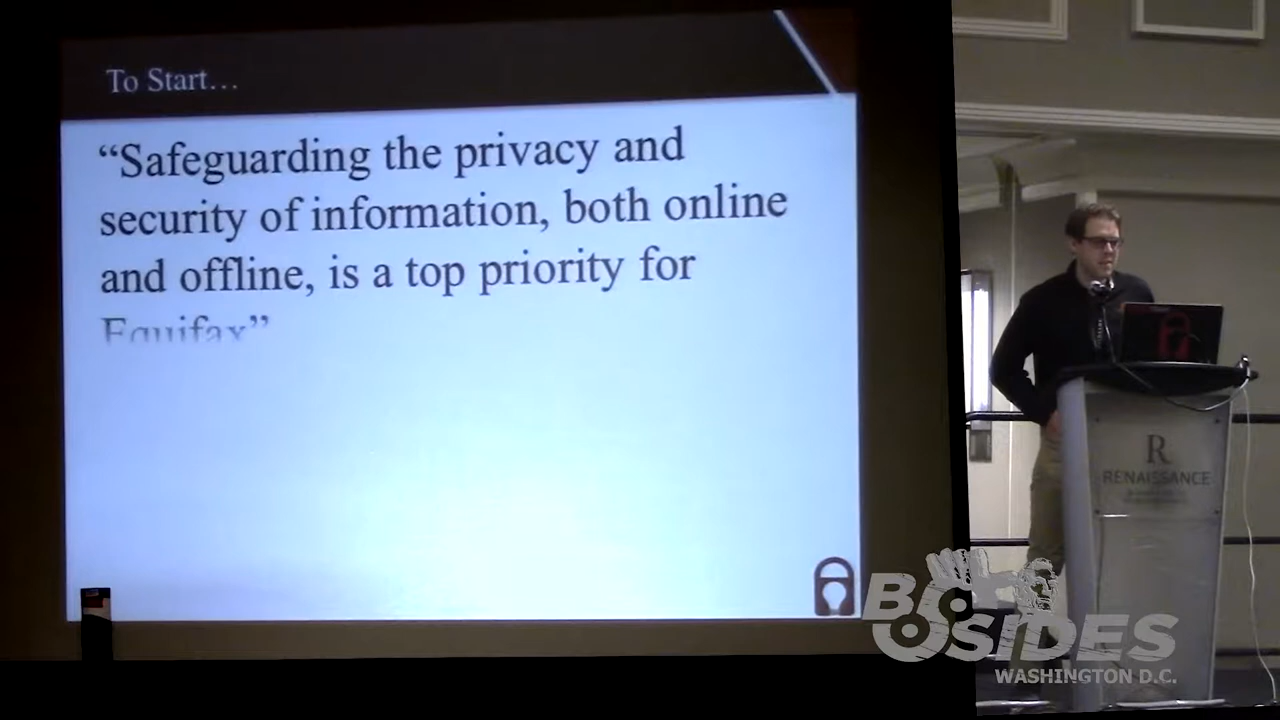 To Start…
“Safeguarding the privacy and
security of information, both online
and offline, is a top priority for
Equifax”
R
RENAISSANCE
BSIDES
WASHINGTON D.C.